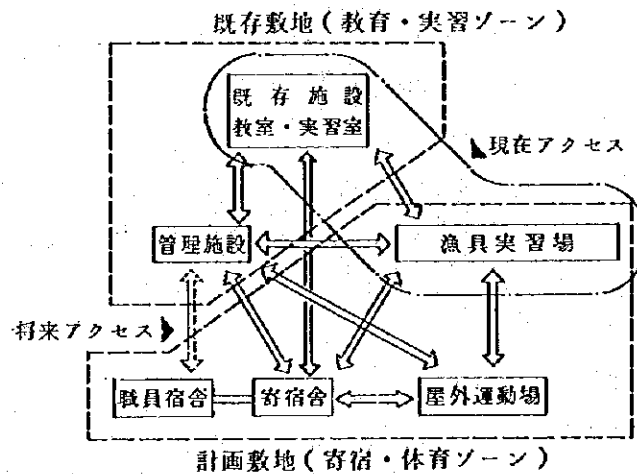 既存敷地(教育・実習ゾーン)
既存施設
教室・実習室
現在アクセス
管理施設
漁具実習場
将来アクセス
職員宿舎
寄宿舎
屋外運動場
計画敷地(寄宿・体育ゾーン)